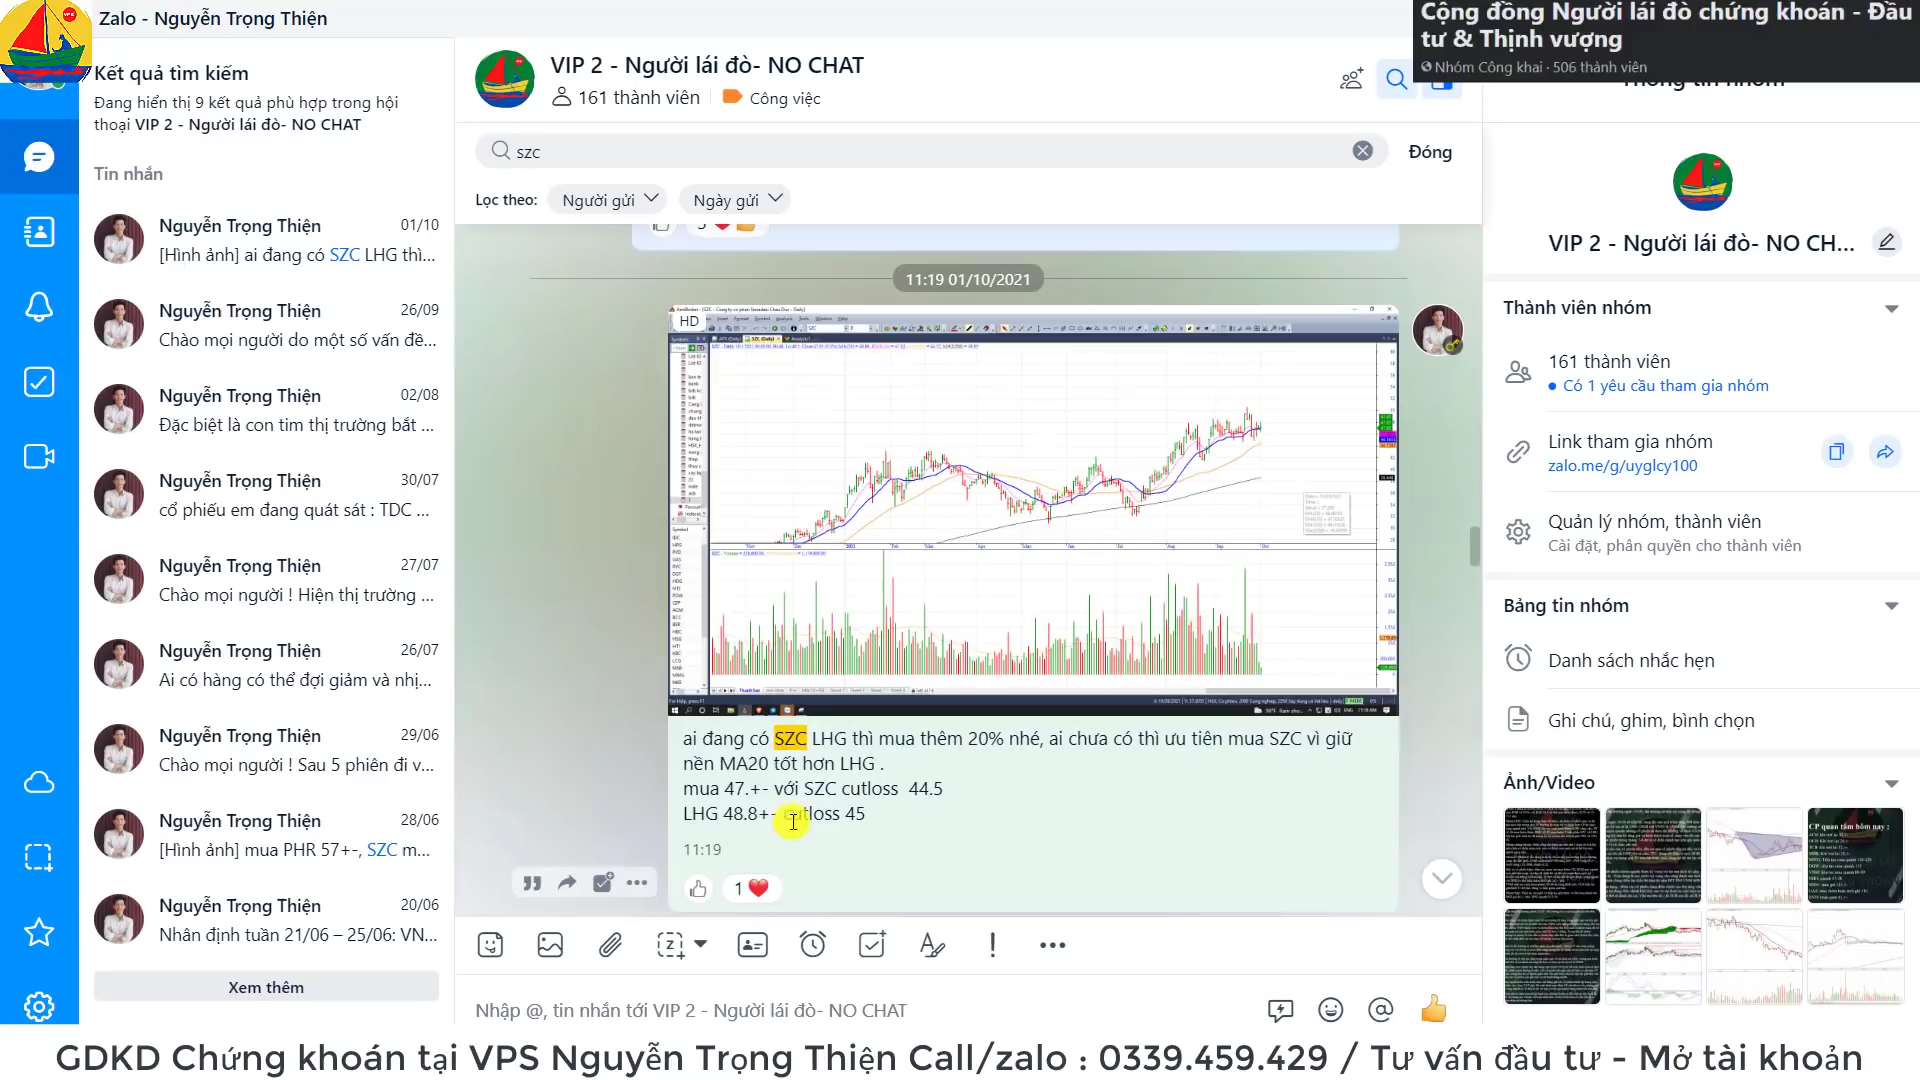 Zalo - Nguyễn Trọng Thiện
Cộng đồng Người lái đò chứng khoán - Đầu
tư & Thịnh vượng
Nhóm Công khai · 506 thành viên
Kết quả tìm kiếm
Đang hiển thị 9 kết quả phù hợp trong hội
thoại VIP 2 - Người lái đò- NO CHAT
Tin nhắn
Nguyễn Trọng Thiện 01/10
[Hình ảnh] ai đang có SZC LHG thì...
Nguyễn Trọng Thiện 26/09
Chào mọi người do một số vấn đề...
Nguyễn Trọng Thiện 02/08
Đặc biệt là con tim thị trường bắt ...
Nguyễn Trọng Thiện 30/07
cổ phiếu em đang quát sát : TDC ...
Nguyễn Trọng Thiện 27/07
Chào mọi người ! Hiện thị trường ...
Nguyễn Trọng Thiện 26/07
Ai có hàng có thể đợi giảm và nhị...
Nguyễn Trọng Thiện 29/06
Chào mọi người ! Sau 5 phiên đi v...
Nguyễn Trọng Thiện 28/06
[Hình ảnh] mua PHR 57+-, SZC m...
Nguyễn Trọng Thiện 20/06
Nhân định tuần 21/06 – 25/06: VN...
Xem thêm
VIP 2 - Người lái đò- NO CHAT
161 thành viên
Công việc
szc
Đóng
Lọc theo:
Người gửi
Ngày gửi
11:19 01/10/2021
HD
ai đang có SZC LHG thì mua thêm 20% nhé, ai chưa có thì ưu tiên mua SZC vì giữ
nền MA20 tốt hơn LHG .
mua 47.+- với SZC cutloss 44.5
LHG 48.8+- cutloss 45
11:19
1
Nhập @, tin nhắn tới VIP 2 - Người lái đò- NO CHAT
Thông tin nhóm
VIP 2 - Người lái đò- NO CH...
Thành viên nhóm
161 thành viên
Có 1 yêu cầu tham gia nhóm
Link tham gia nhóm
zalo.me/g/uyglcy100
Quản lý nhóm, thành viên
Cài đặt, phân quyền cho thành viên
Bảng tin nhóm
Danh sách nhắc hẹn
Ghi chú, ghim, bình chọn
Ảnh/Video
CP quan tâm hôm nay :
GDKD Chứng khoán tại VPS Nguyễn Trọng Thiện Call/zalo : 0339.459.429 / Tư vấn đầu tư - Mở tài khoản